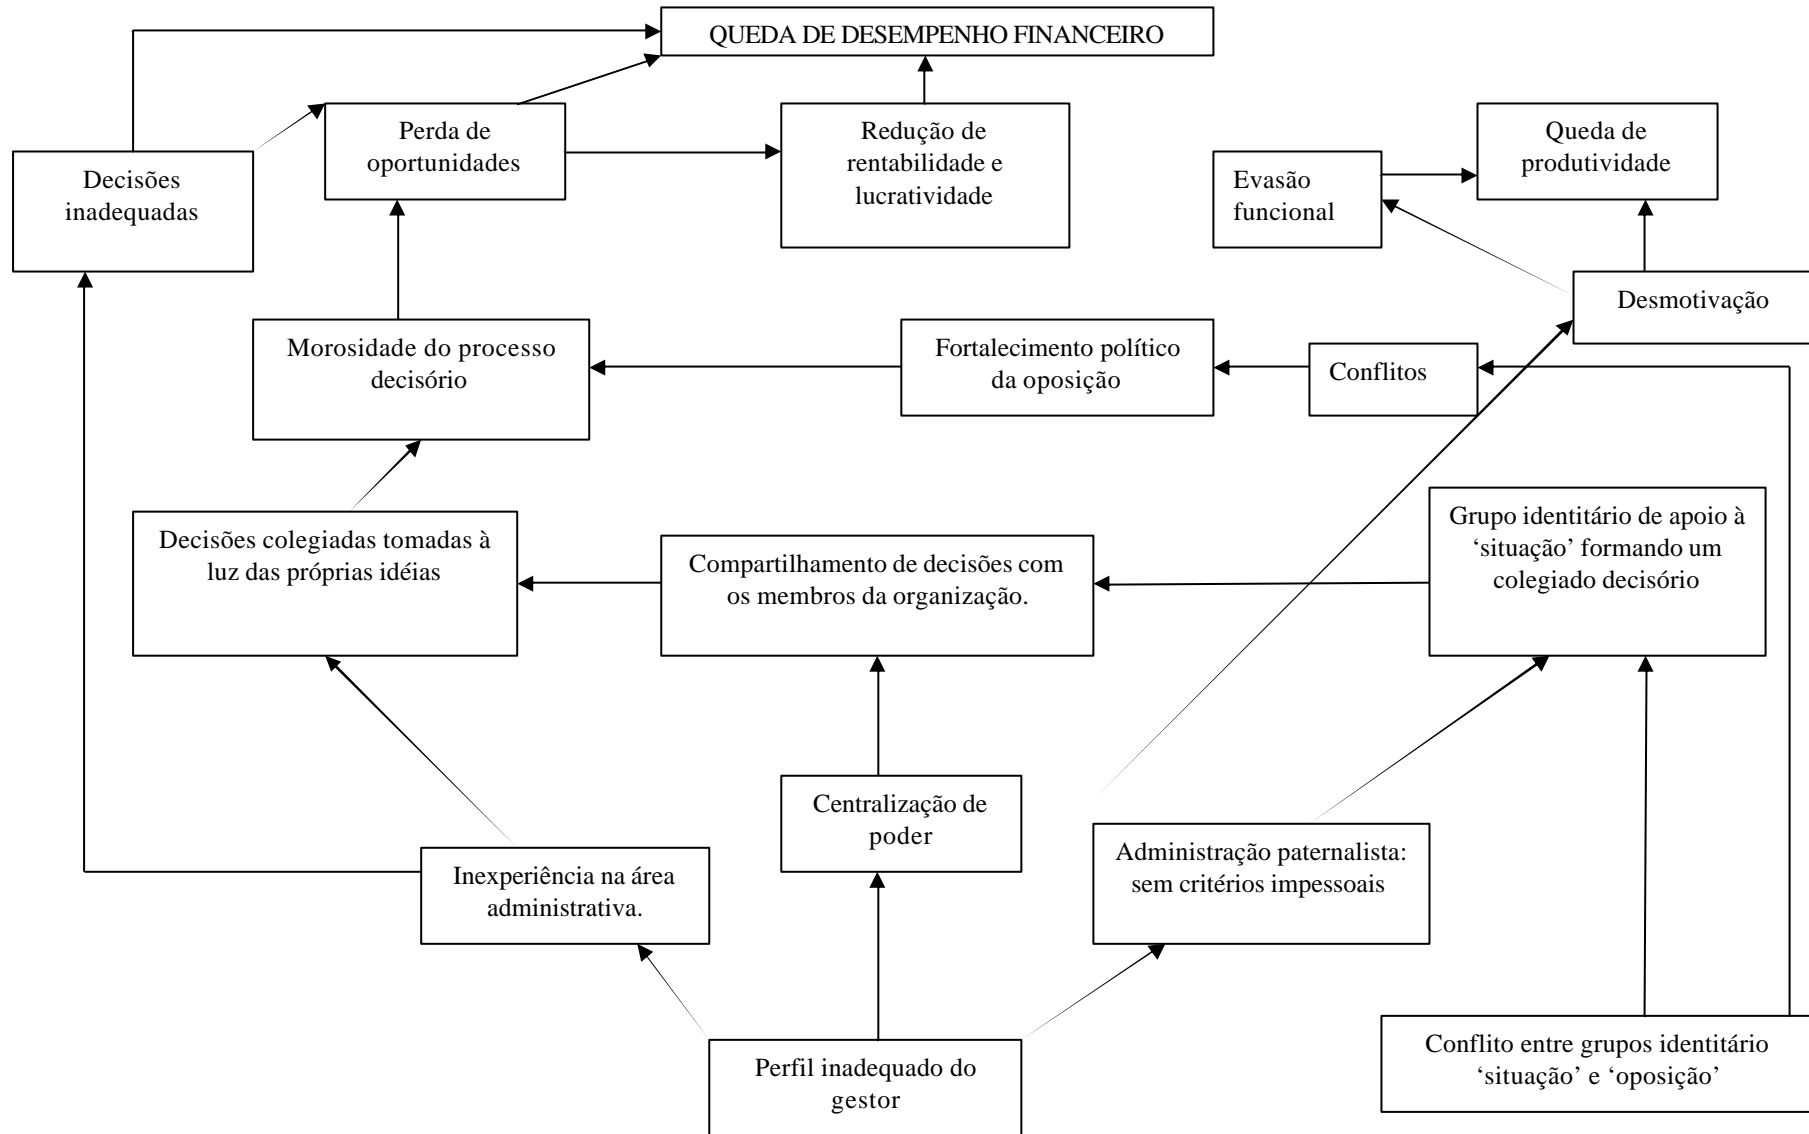 QUEDA DE DESEMPENHO FINANCEIRO
Perda de
oportunidades
Redução de
rentabilidade e
lucratividade
Queda de
produtividade
Decisões
inadequadas
Evasão
funcional
Desmotivação
Morosidade do processo
decisório
Fortalecimento político
da oposição
Conflitos
Decisões colegiadas tomadas à
luz das próprias idéias
Compartilhamento de decisões com
os membros da organização.
Grupo identitário de apoio à
‘situação’ formando um
colegiado decisório
Centralização de
poder
Inexperiência na área
administrativa.
Administração paternalista:
sem critérios impessoais
Perfil inadequado do
gestor
Conflito entre grupos identitário
‘situação’ e ‘oposição’